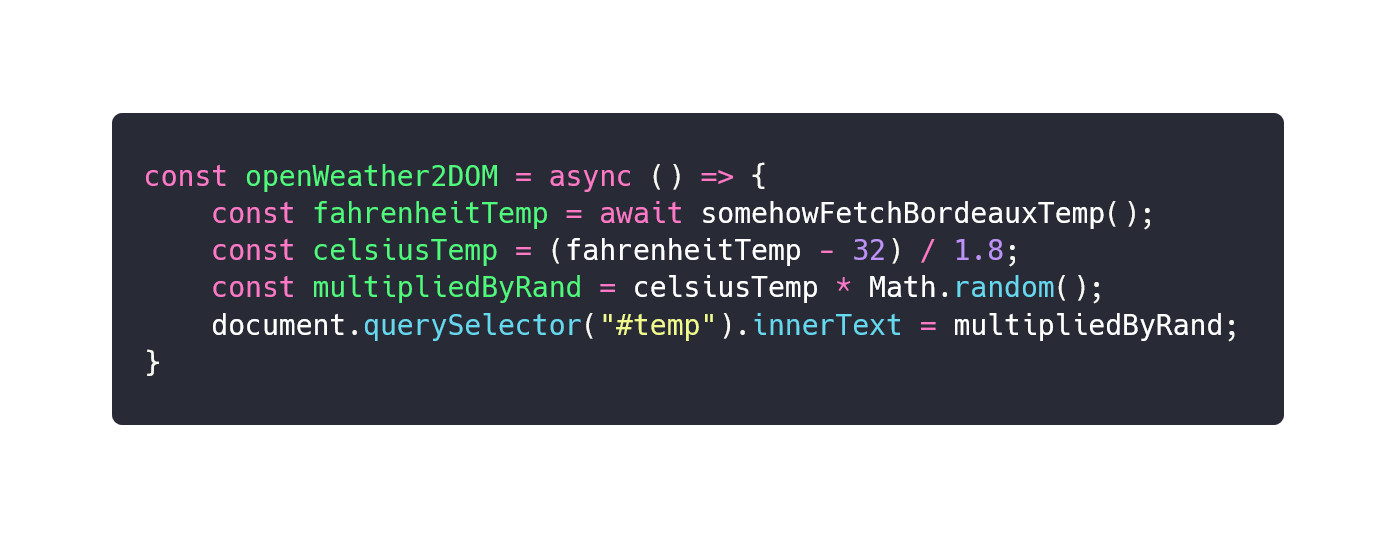 const openWeather2DOM = async () => {
    const fahrenheitTemp = await somehowFetchBordeauxTemp();
    const celsiusTemp = (fahrenheitTemp - 32) / 1.8;
    const multipliedByRand = celsiusTemp * Math.random();
    document.querySelector("#temp").innerText = multipliedByRand;
}